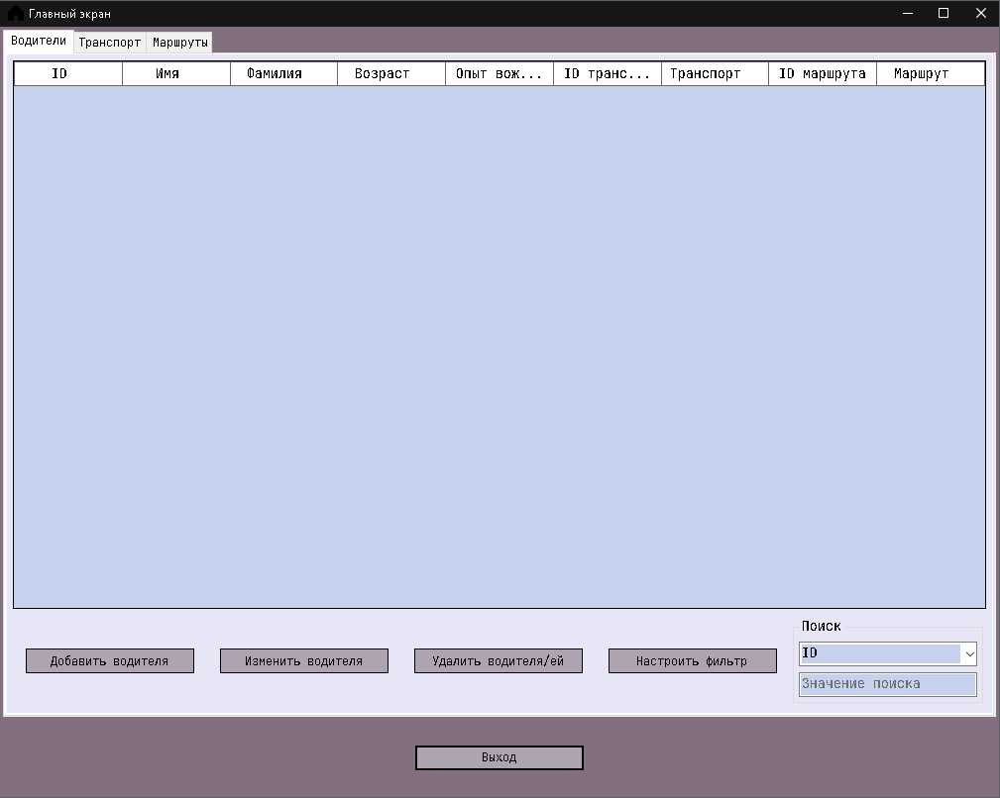 Главный экран
Водители Транспорт Маршруты
ID Имя Фамилия Возраст Опыт вож... ID транс... Транспорт ID маршрута Маршрут
Поиск
ID
Добавить водителя Изменить водителя Удалить водителя/ей Настроить фильтр
Значение поиска
Выход